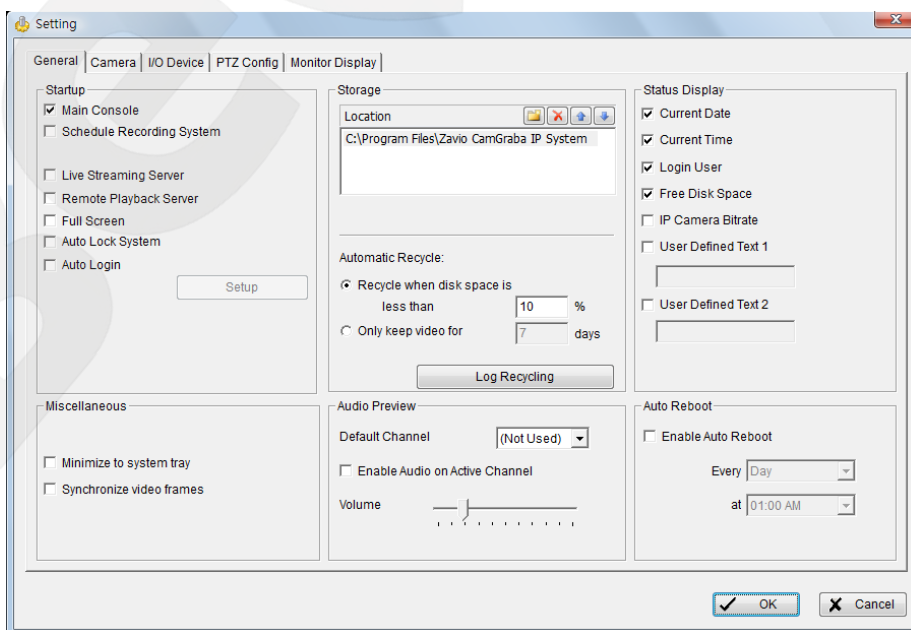 Setting
General Camera I/O Device PTZ Config Monitor Display
Startup
Main Console
Schedule Recording System
Live Streaming Server
Remote Playback Server
Full Screen
Auto Lock System
Auto Login
Setup
Storage
Location
C:\Program Files\Zavio CamGraba IP System
Automatic Recycle:
Recycle when disk space is
less than 10 %
Only keep video for 7 days
Log Recycling
Status Display
Current Date
Current Time
Login User
Free Disk Space
IP Camera Bitrate
User Defined Text 1
User Defined Text 2
Miscellaneous
Minimize to system tray
Synchronize video frames
Audio Preview
Default Channel (Not Used)
Enable Audio on Active Channel
Volume
Auto Reboot
Enable Auto Reboot
Every Day
at 01:00 AM
OK Cancel